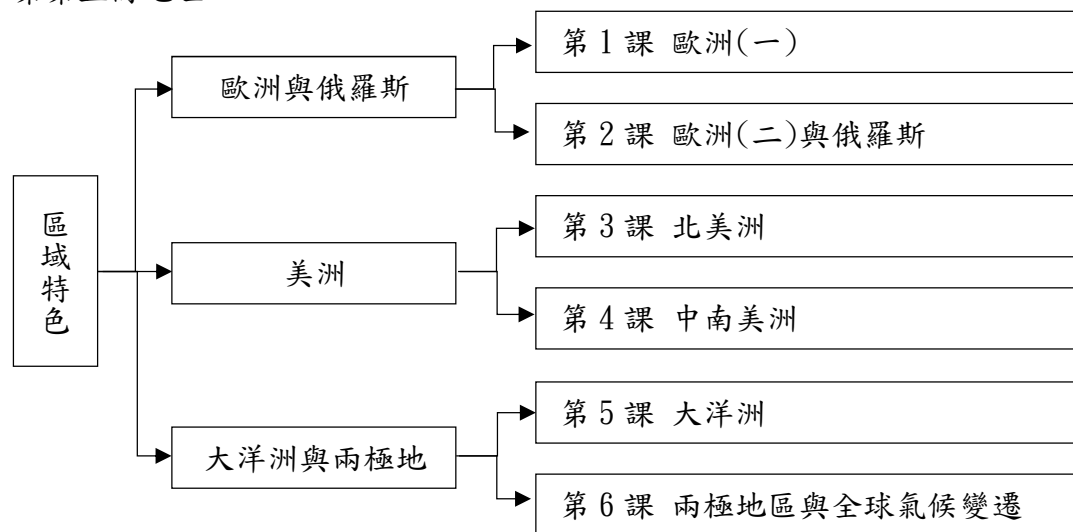 歐洲與俄羅斯
第1課 歐洲(一)
第2課 歐洲(二)與俄羅斯
區域特色
美洲
第3課 北美洲
第4課 中南美洲
大洋洲與兩極地
第5課 大洋洲
第6課 兩極地區與全球氣候變遷